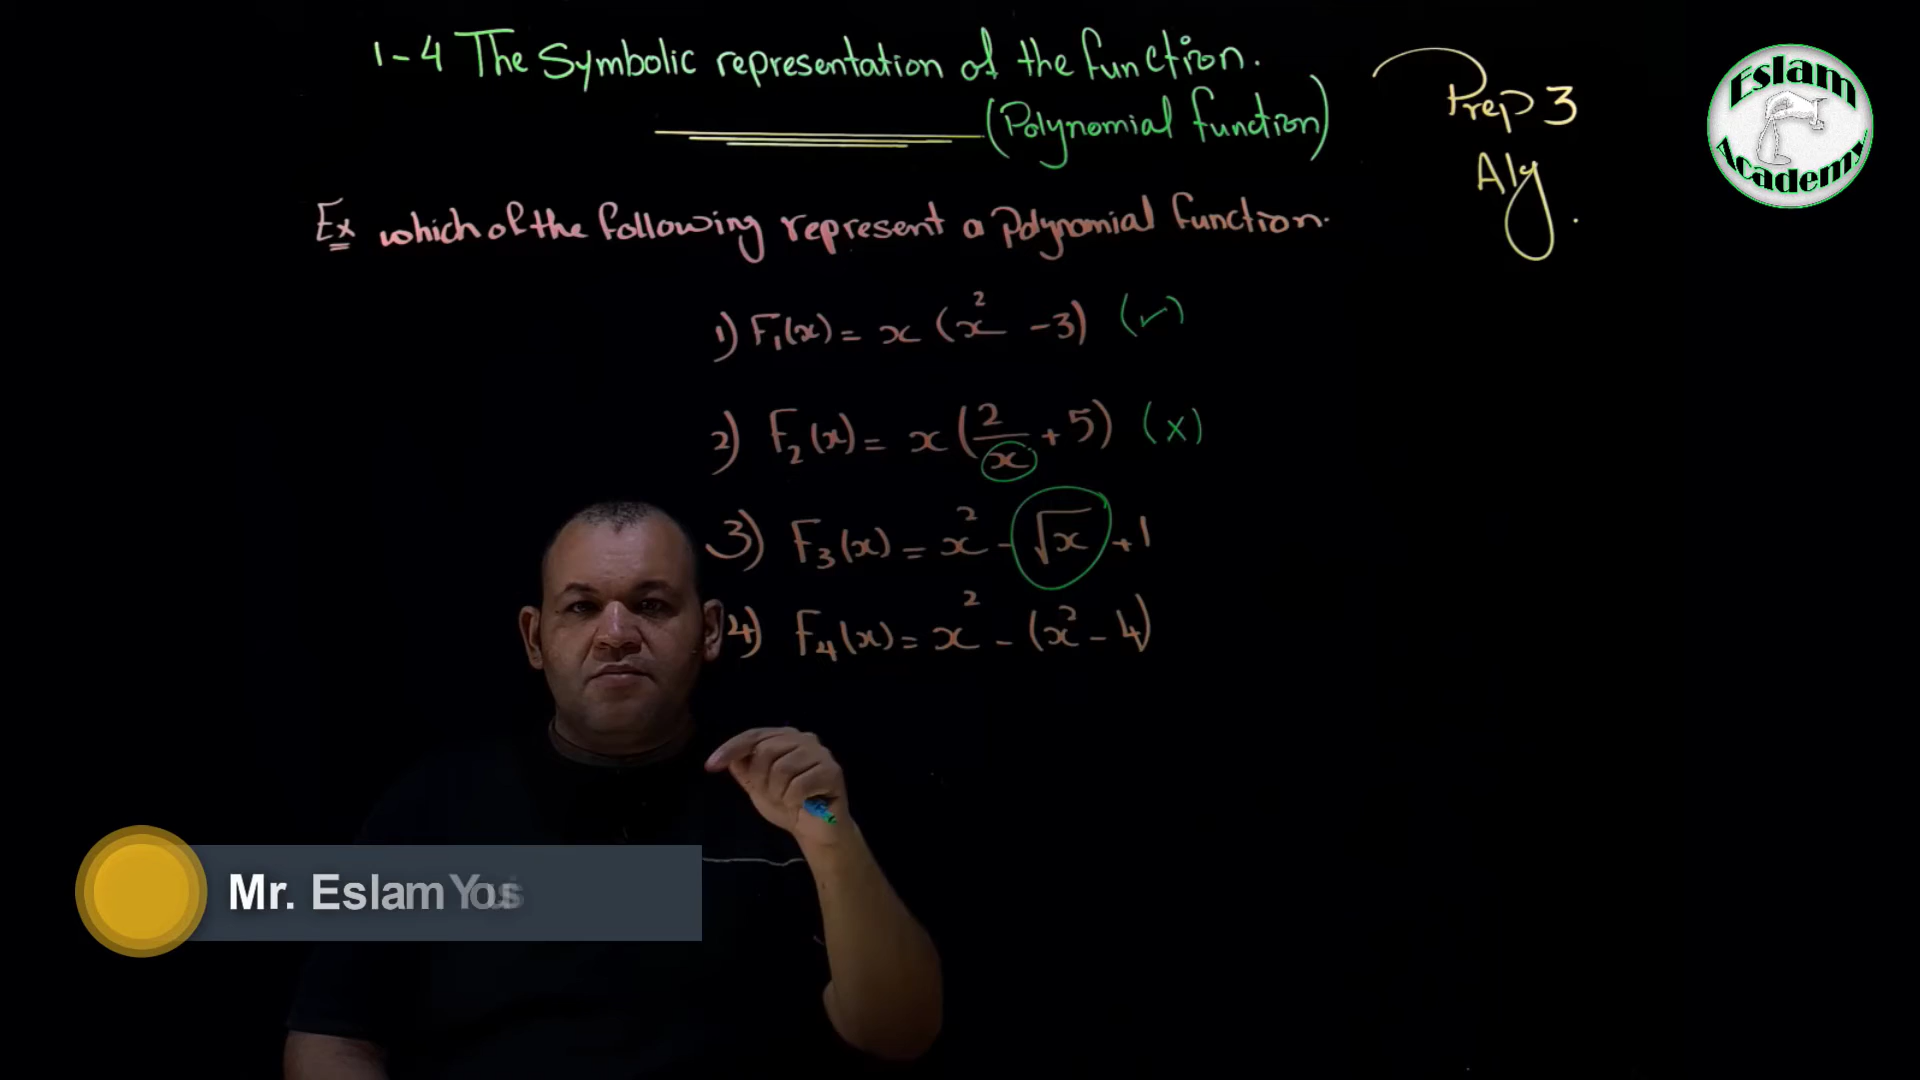 1-4 The Symbolic representation of the function.
(Polynomial function)
Prep 3
Alg.
Eslam
Academy
Ex which of the following represent a Polynomial function.
1) F₁(x) = x (x² - 3) (✓)
2) F₂(x) = x (2/x + 5) (x)
3) F₃(x) = x² - √x + 1
4) F₄(x) = x² - (x² - 4)
Mr. Eslam Yos